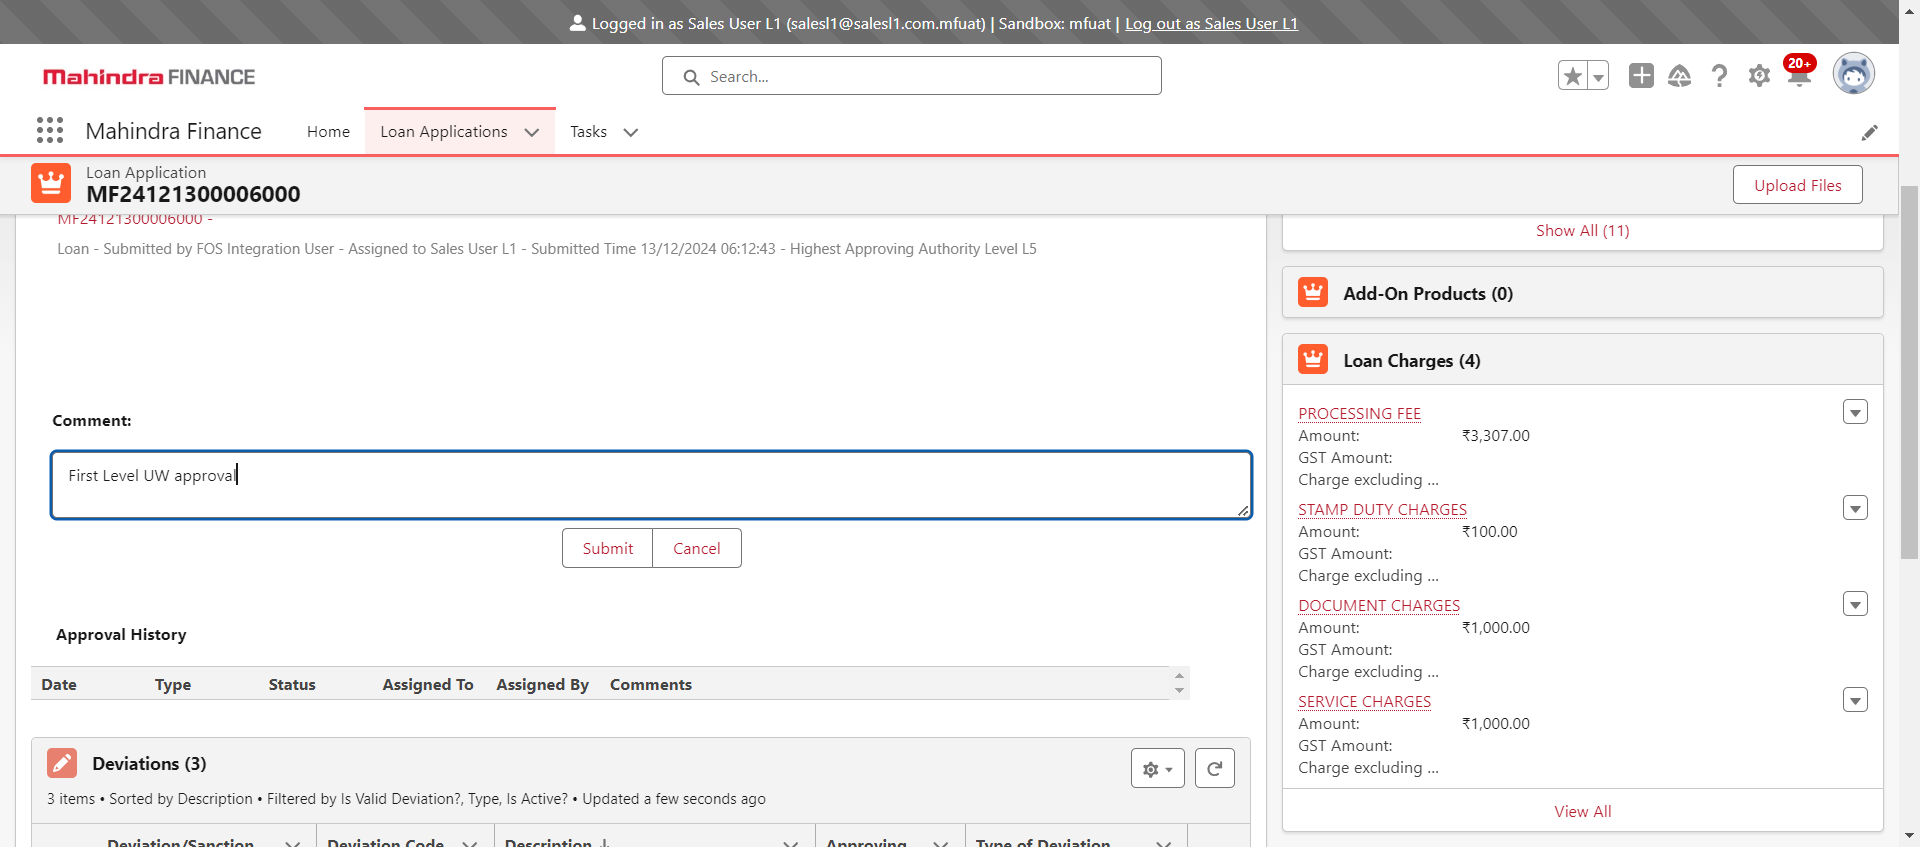 Logged in as Sales User L1 (salesl1@salesl1.com.mfuat) | Sandbox: mfuat | Log out as Sales User L1
Mahindra FINANCE
Search...
20+
Mahindra Finance
Home
Loan Applications
Tasks
Loan Application
MF24121300006000
Upload Files
MF24121300006000 -
Loan - Submitted by FOS Integration User - Assigned to Sales User L1 - Submitted Time 13/12/2024 06:12:43 - Highest Approving Authority Level L5
Comment:
First Level UW approval
Submit
Cancel
Approval History
Date Type Status Assigned To Assigned By Comments
Deviations (3)
3 items • Sorted by Description • Filtered by Is Valid Deviation?, Type, Is Active? • Updated a few seconds ago
Deviation/Sanction Deviation Code Description ↓ Approving Type of Deviation
Show All (11)
Add-On Products (0)
Loan Charges (4)
PROCESSING FEE
Amount: ₹3,307.00
GST Amount:
Charge excluding ...
STAMP DUTY CHARGES
Amount: ₹100.00
GST Amount:
Charge excluding ...
DOCUMENT CHARGES
Amount: ₹1,000.00
GST Amount:
Charge excluding ...
SERVICE CHARGES
Amount: ₹1,000.00
GST Amount:
Charge excluding ...
View All